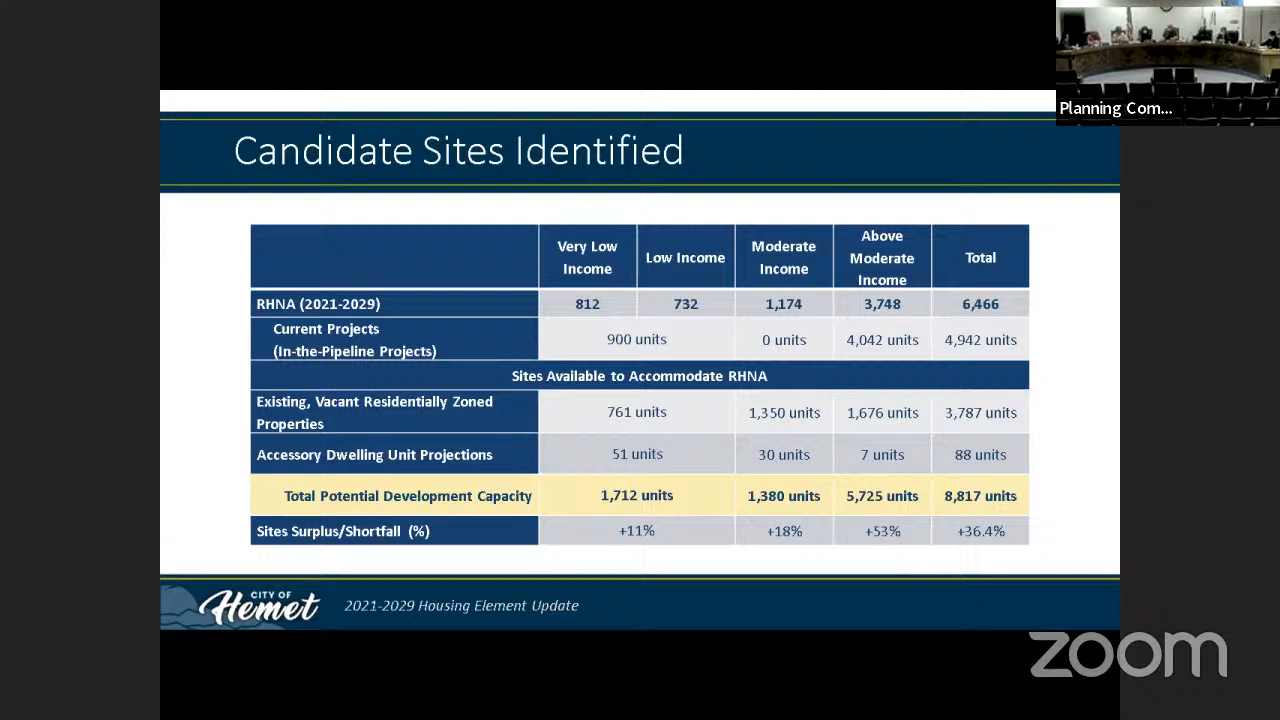 Planning Com...
Candidate Sites Identified
Very Low Income
Low Income
Moderate Income
Above Moderate Income
Total
RHNA (2021-2029)
812
732
1,174
3,748
6,466
Current Projects
(In-the-Pipeline Projects)
900 units
0 units
4,042 units
4,942 units
Sites Available to Accommodate RHNA
Existing, Vacant Residentially Zoned
Properties
761 units
1,350 units
1,676 units
3,787 units
Accessory Dwelling Unit Projections
51 units
30 units
7 units
88 units
Total Potential Development Capacity
1,712 units
1,380 units
5,725 units
8,817 units
Sites Surplus/Shortfall (%)
+11%
+18%
+53%
+36.4%
CITY OF
Hemet
2021-2029 Housing Element Update
zoom